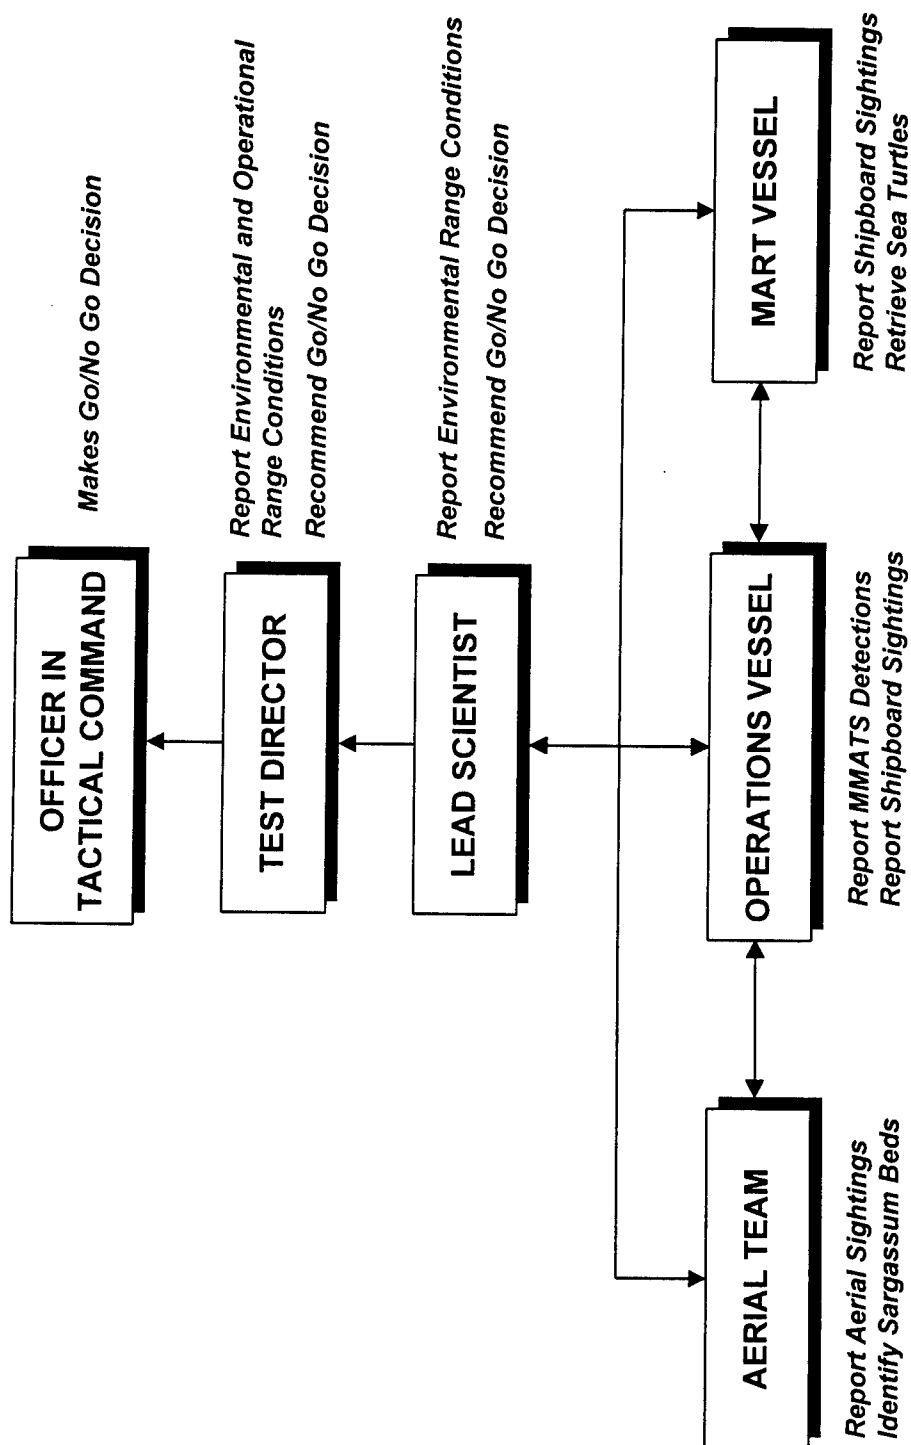 OFFICER IN
TACTICAL COMMAND
Makes Go/No Go Decision
TEST DIRECTOR
Report Environmental and Operational
Range Conditions
Recommend Go/No Go Decision
LEAD SCIENTIST
Report Environmental Range Conditions
Recommend Go/No Go Decision
AERIAL TEAM
Report Aerial Sightings
Identify Sargassum Beds
OPERATIONS VESSEL
Report MMATS Detections
Report Shipboard Sightings
MART VESSEL
Report Shipboard Sightings
Retrieve Sea Turtles